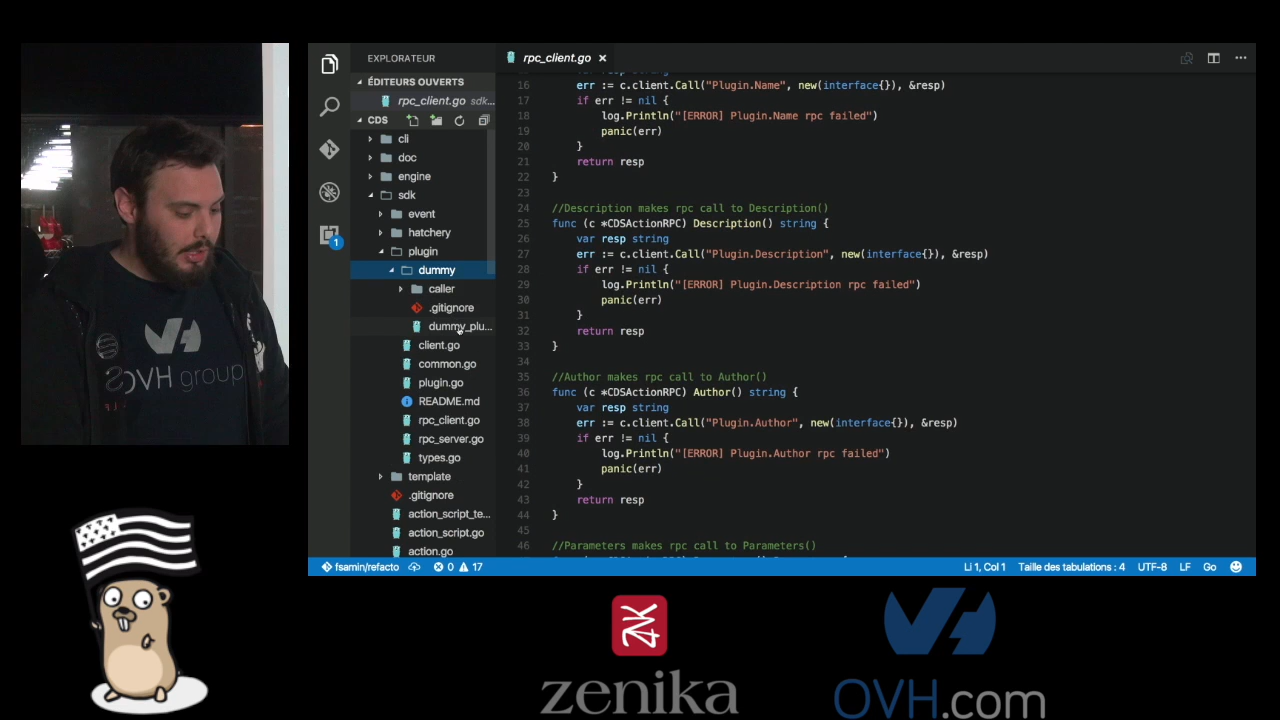 OVH group
EXPLORATEUR
ÉDITEURS OUVERTS
rpc_client.go sdk...
CDS
cli
doc
engine
sdk
event
hatchery
plugin
dummy
caller
.gitignore
dummy_plu...
client.go
common.go
plugin.go
README.md
rpc_client.go
rpc_server.go
types.go
template
.gitignore
action_script_te...
action_script.go
action.go
1
rpc_client.go ×
16 err := c.client.Call("Plugin.Name", new(interface{}), &resp)
17 if err != nil {
18 log.Println("[ERROR] Plugin.Name rpc failed")
19 panic(err)
20 }
21 return resp
22 }
23
24 //Description makes rpc call to Description()
25 func (c *CDSActionRPC) Description() string {
26 var resp string
27 err := c.client.Call("Plugin.Description", new(interface{}), &resp)
28 if err != nil {
29 log.Println("[ERROR] Plugin.Description rpc failed")
30 panic(err)
31 }
32 return resp
33 }
34
35 //Author makes rpc call to Author()
36 func (c *CDSActionRPC) Author() string {
37 var resp string
38 err := c.client.Call("Plugin.Author", new(interface{}), &resp)
39 if err != nil {
40 log.Println("[ERROR] Plugin.Author rpc failed")
41 panic(err)
42 }
43 return resp
44 }
45
46 //Parameters makes rpc call to Parameters()
fsamin/refacto 0 17 Li 1, Col 1 Taille des tabulations : 4 UTF-8 LF Go
zenika
OVH.com